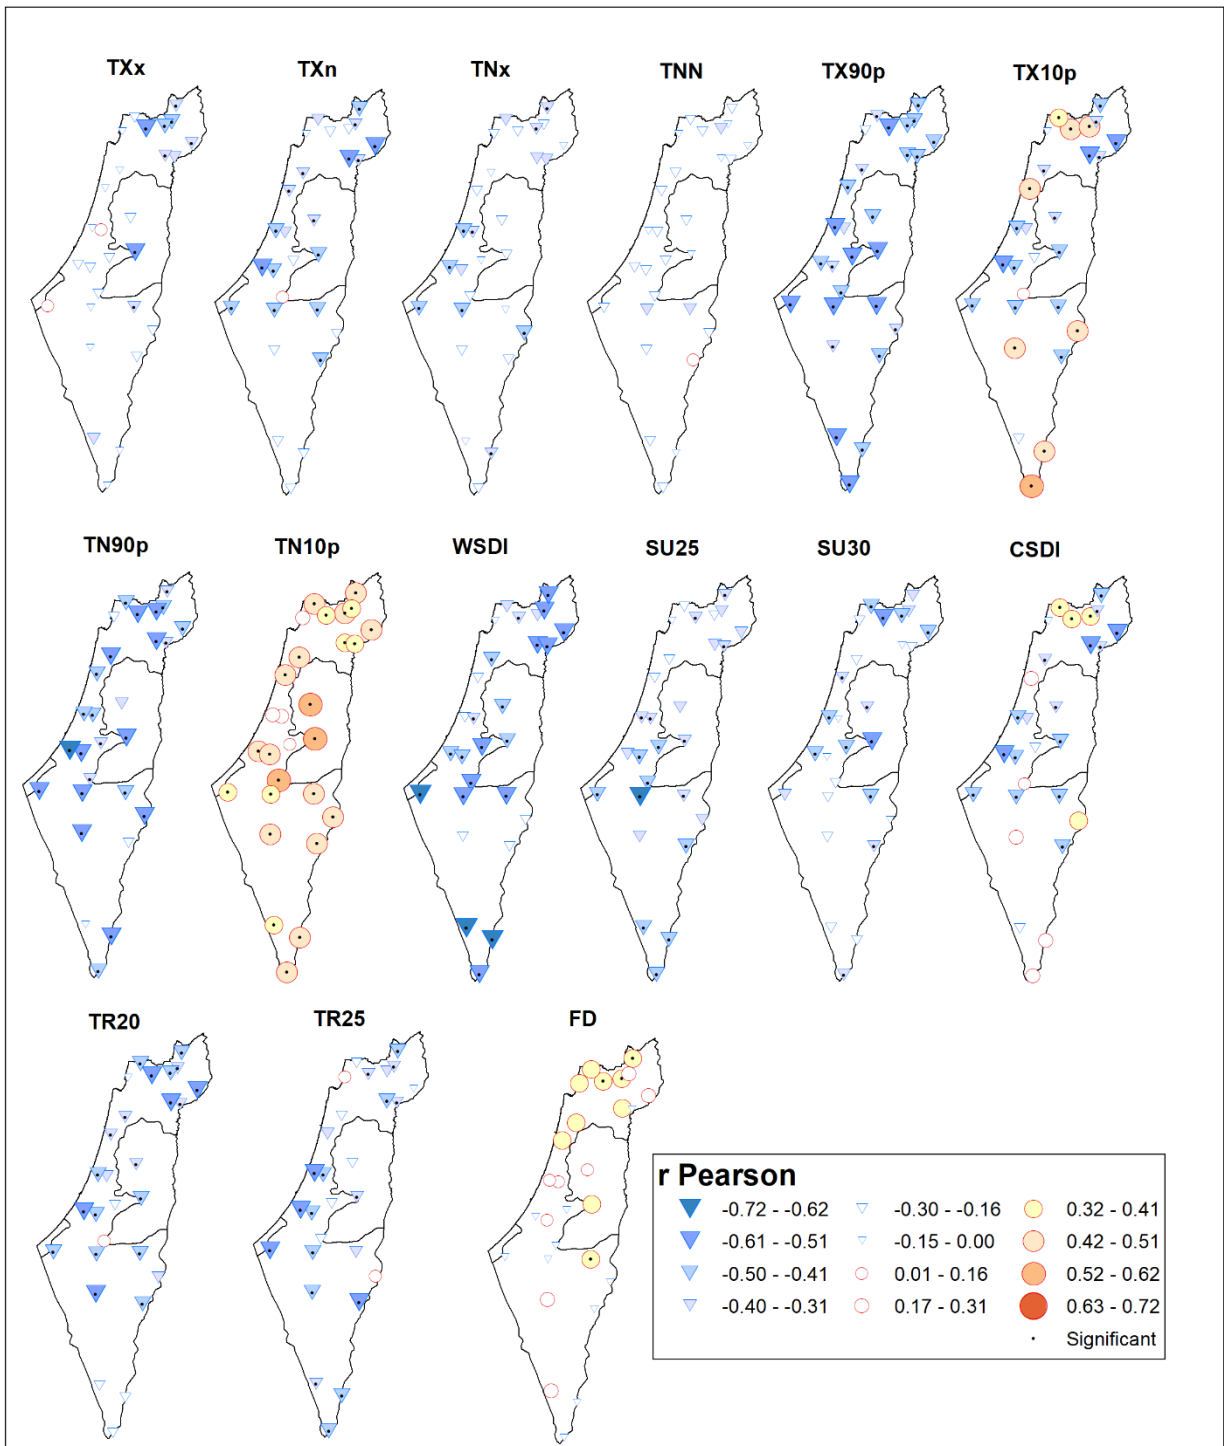 TXx TXn TNx TNN TX90p TX10p
TN90p TN10p WSDI SU25 SU30 CSDI
TR20 TR25 FD
r Pearson
-0.72 - -0.62 -0.30 - -0.16 0.32 - 0.41
-0.61 - -0.51 -0.15 - 0.00 0.42 - 0.51
-0.50 - -0.41 0.01 - 0.16 0.52 - 0.62
-0.40 - -0.31 0.17 - 0.31 0.63 - 0.72
Significant